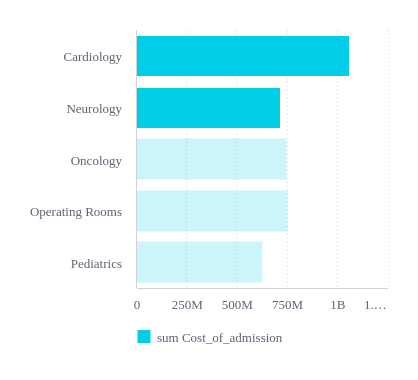 Cardiology
Neurology
Oncology
Operating Rooms
Pediatrics
0 250M 500M 750M 1B 1.…
sum Cost_of_admission